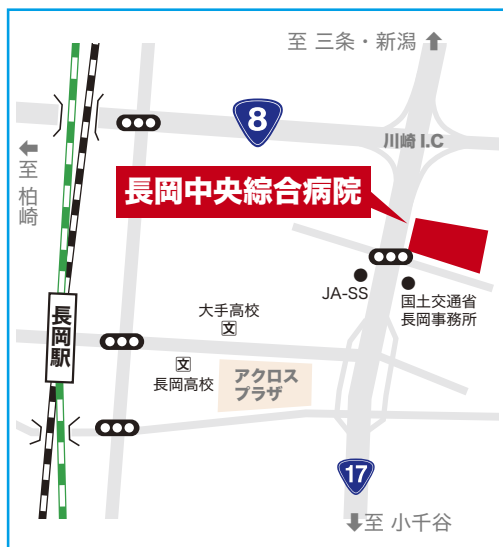 至 三条・新潟
8
川崎 I.C
至 柏崎
長岡中央綜合病院
JA-SS
国土交通省
長岡事務所
大手高校
文
長岡駅
文
長岡高校
アクロス
プラザ
17
至 小千谷